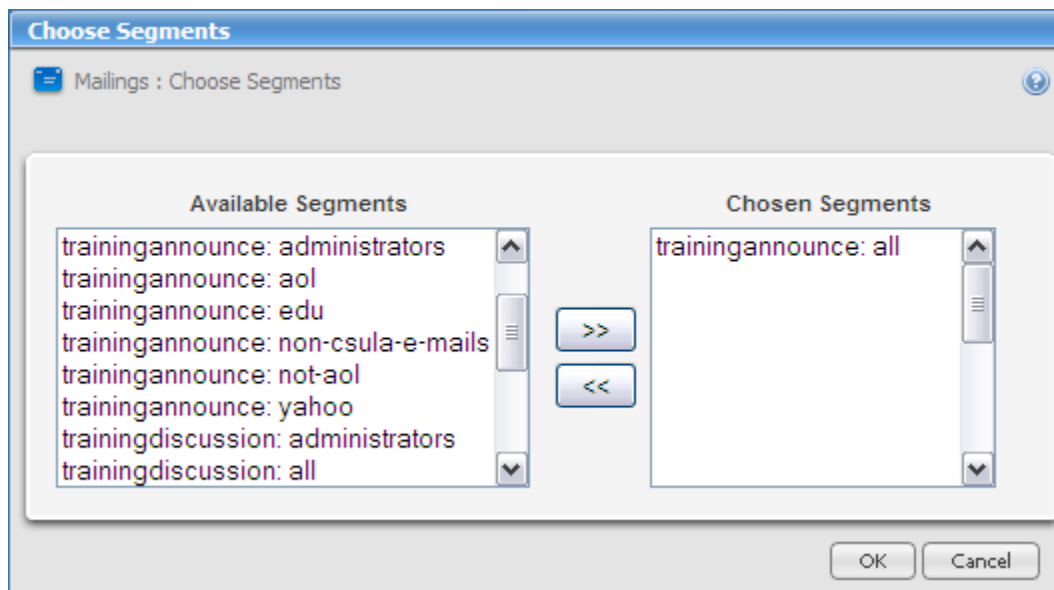 Choose Segments
Mailings : Choose Segments
?
Available Segments
trainingannounce: administrators
trainingannounce: aol
trainingannounce: edu
trainingannounce: non-csula-e-mails
trainingannounce: not-aol
trainingannounce: yahoo
trainingdiscussion: administrators
trainingdiscussion: all
>>
<<
Chosen Segments
trainingannounce: all
OK
Cancel